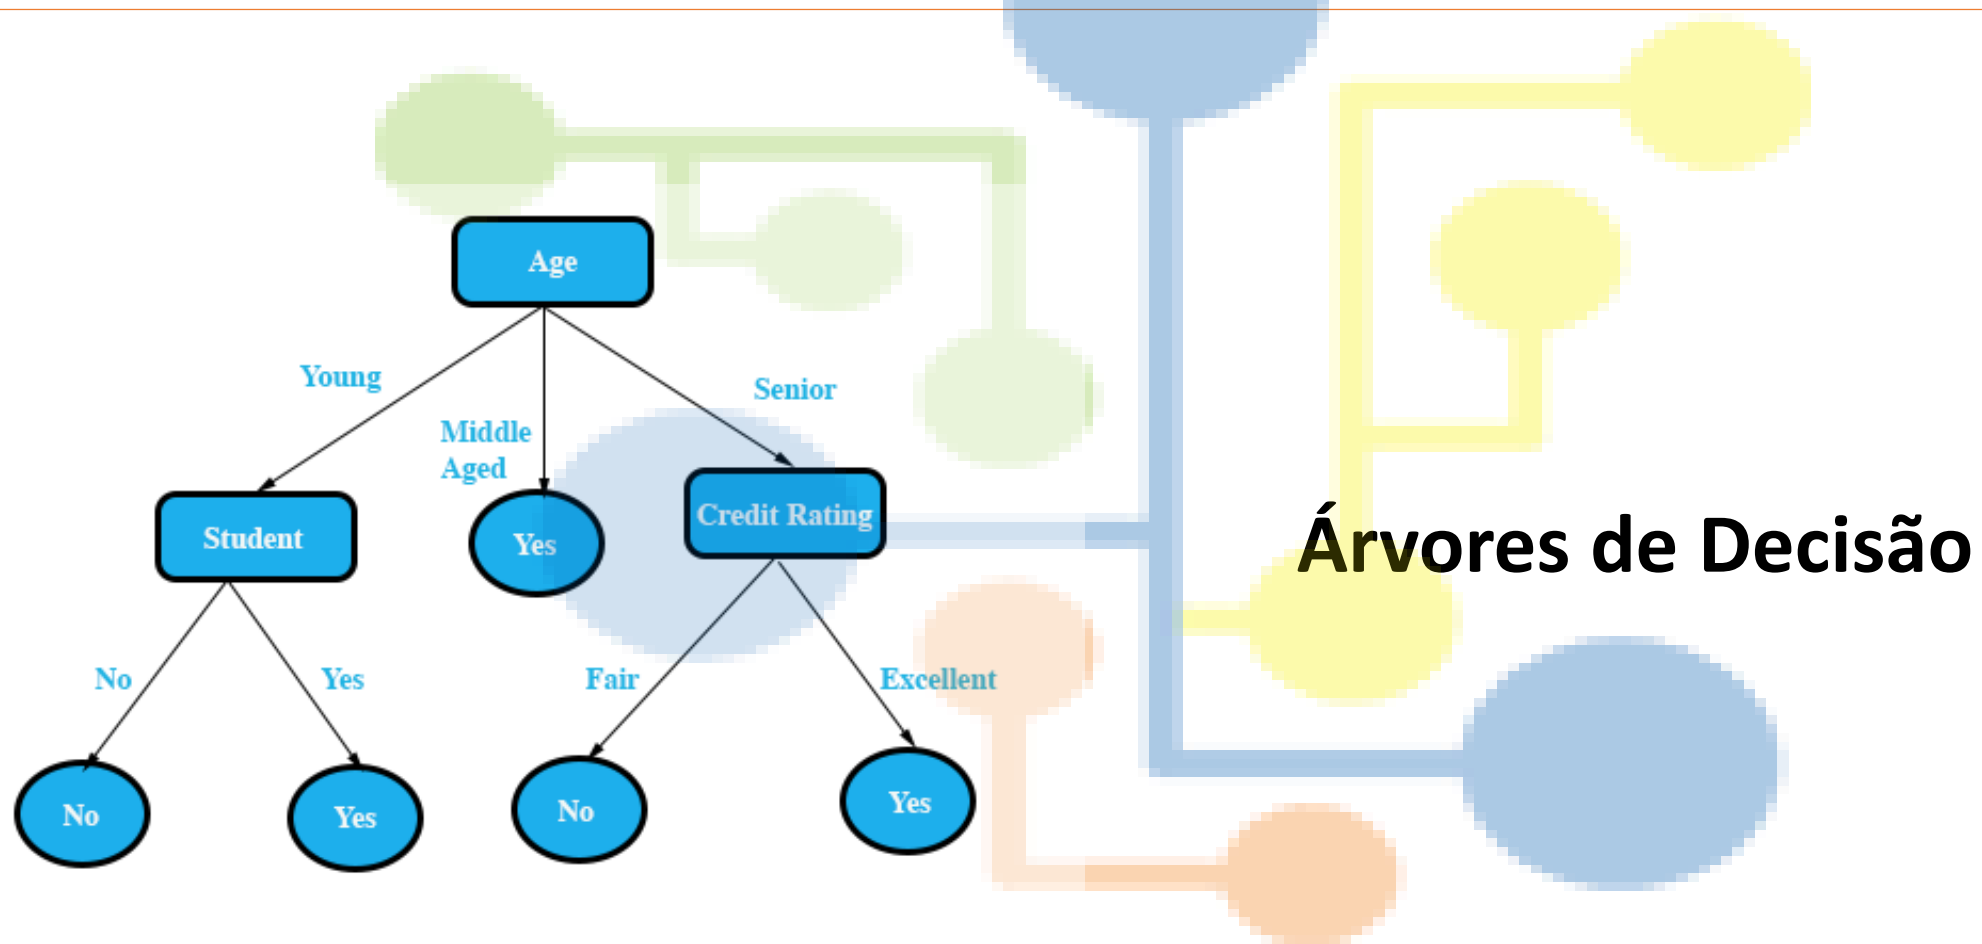 Age
Young
Senior
Middle
Aged
Student
Yes
Credit Rating
Árvores de Decisão
No
Yes
Fair
Excellent
No
Yes
No
Yes